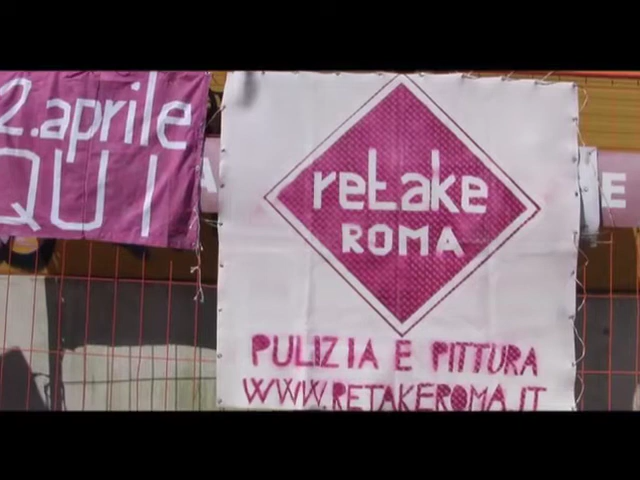 2.aprile
QUI
retake
ROMA
PULIZIA E PITTURA
WWW.RETAKEROMA.IT
A
E